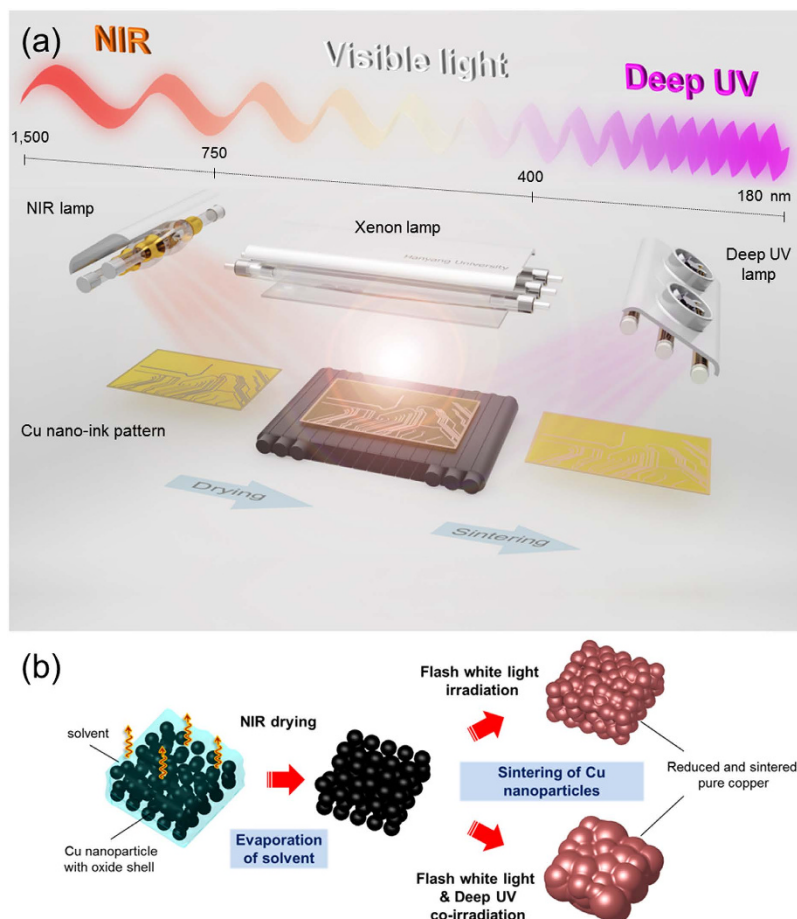 (a)
NIR
Visible light
Deep UV
1,500
750
400
180 nm
NIR lamp
Xenon lamp
Deep UV
lamp
Hanyang University
Cu nano-ink pattern
Drying
Sintering
(b)
solvent
NIR drying
Cu nanoparticle
with oxide shell
Evaporation
of solvent
Flash white light
irradiation
Sintering of Cu
nanoparticles
Reduced and sintered
pure copper
Flash white light
& Deep UV
co-irradiation